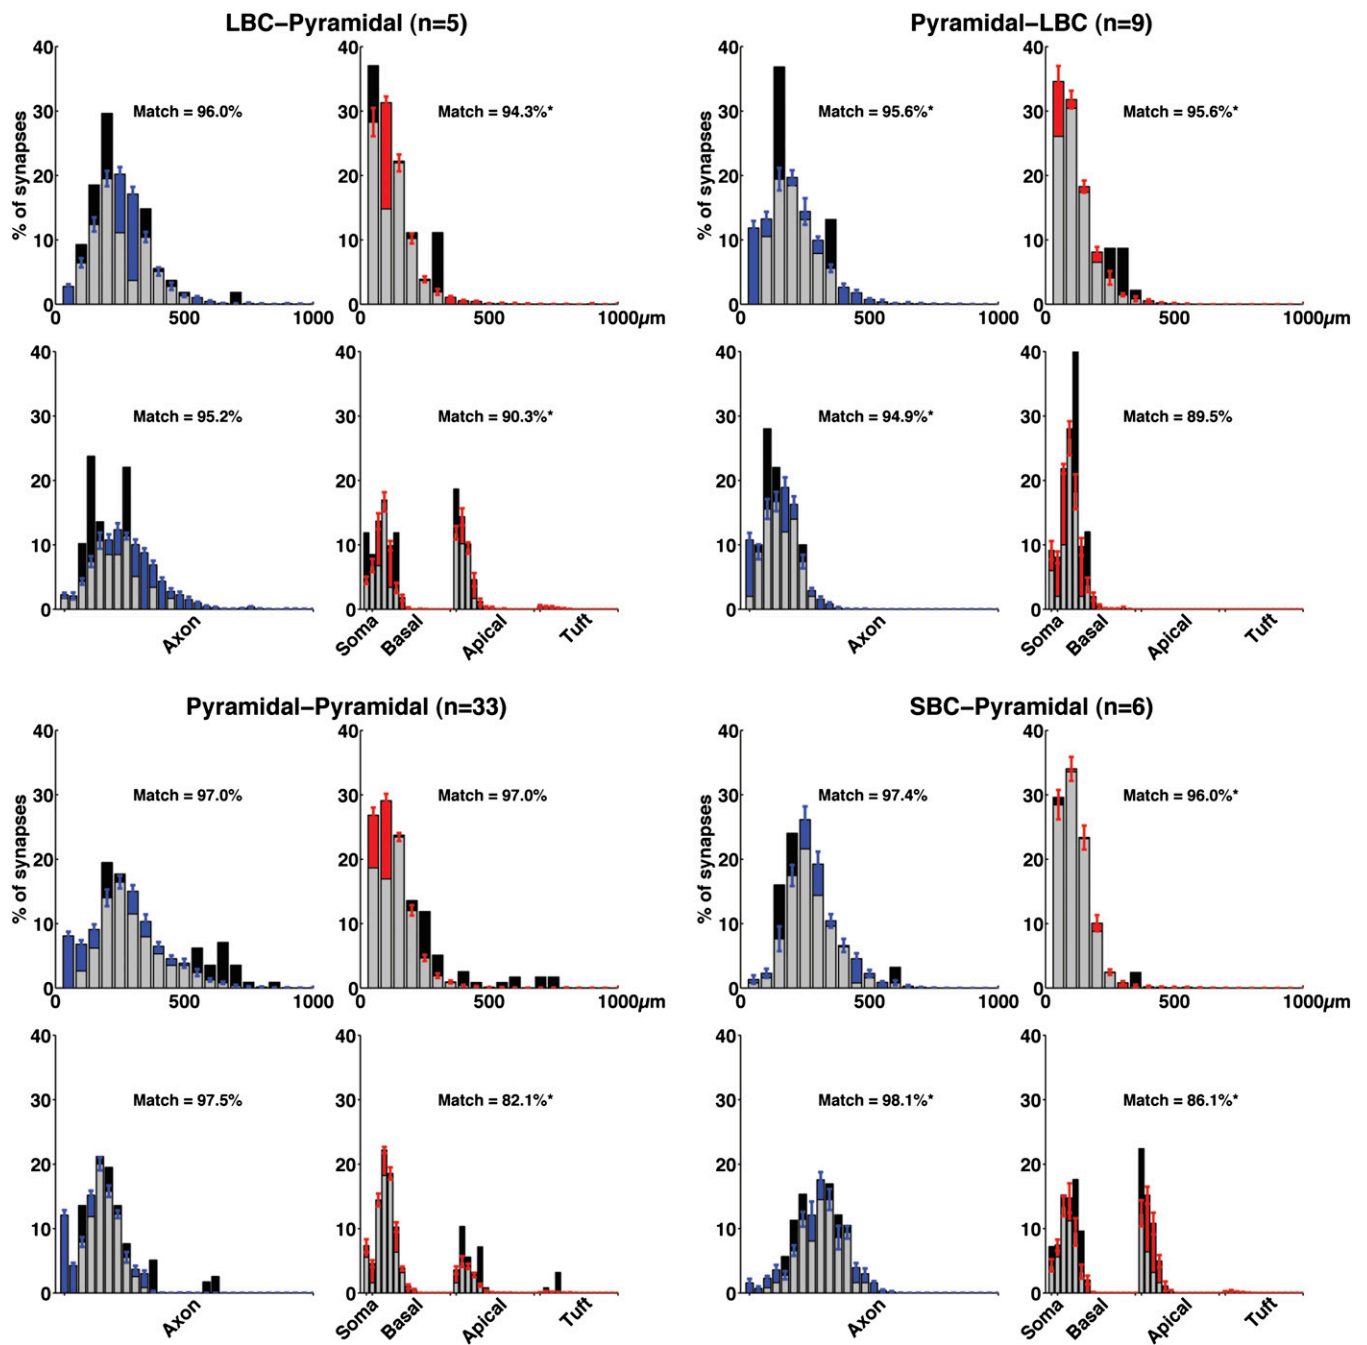 LBC–Pyramidal (n=5)
Pyramidal–LBC (n=9)
% of synapses
40
30
20
10
0
Match = 96.0%
0 500 1000
40
30
20
10
0
Match = 94.3%*
0 500 1000µm
% of synapses
40
30
20
10
0
Match = 95.6%*
0 500 1000
40
30
20
10
0
Match = 95.6%*
0 500 1000µm
40
30
20
10
0
Match = 95.2%
Axon
40
30
20
10
0
Match = 90.3%*
Soma Basal Apical Tuft
40
30
20
10
0
Match = 94.9%*
Axon
40
30
20
10
0
Match = 89.5%
Soma Basal Apical Tuft
Pyramidal–Pyramidal (n=33)
SBC–Pyramidal (n=6)
% of synapses
40
30
20
10
0
Match = 97.0%
0 500 1000
40
30
20
10
0
Match = 97.0%
0 500 1000µm
% of synapses
40
30
20
10
0
Match = 97.4%
0 500 1000
40
30
20
10
0
Match = 96.0%*
0 500 1000µm
40
30
20
10
0
Match = 97.5%
Axon
40
30
20
10
0
Match = 82.1%*
Soma Basal Apical Tuft
40
30
20
10
0
Match = 98.1%*
Axon
40
30
20
10
0
Match = 86.1%*
Soma Basal Apical Tuft